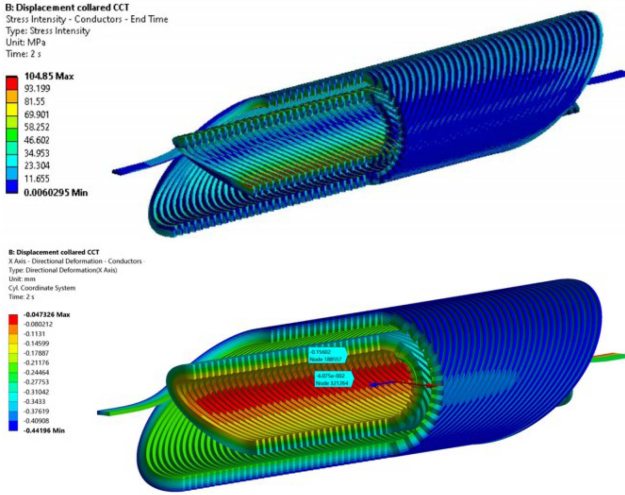 B: Displacement collared CCT
Stress Intensity - Conductors - End Time
Type: Stress Intensity
Unit: MPa
Time: 2 s
104.85 Max
93.199
81.55
69.901
58.252
46.602
34.953
23.304
11.655
0.0060295 Min
B: Displacement collared CCT
X Axis - Directional Deformation - Conductors -
Type: Directional Deformation(X Axis)
Unit: mm
Cyl. Coordinate System
Time: 2 s
-0.047326 Max
-0.080212
-0.1131
-0.14599
-0.17887
-0.21176
-0.24464
-0.27753
-0.31042
-0.3433
-0.37619
-0.40908
-0.44196 Min
Node
Node